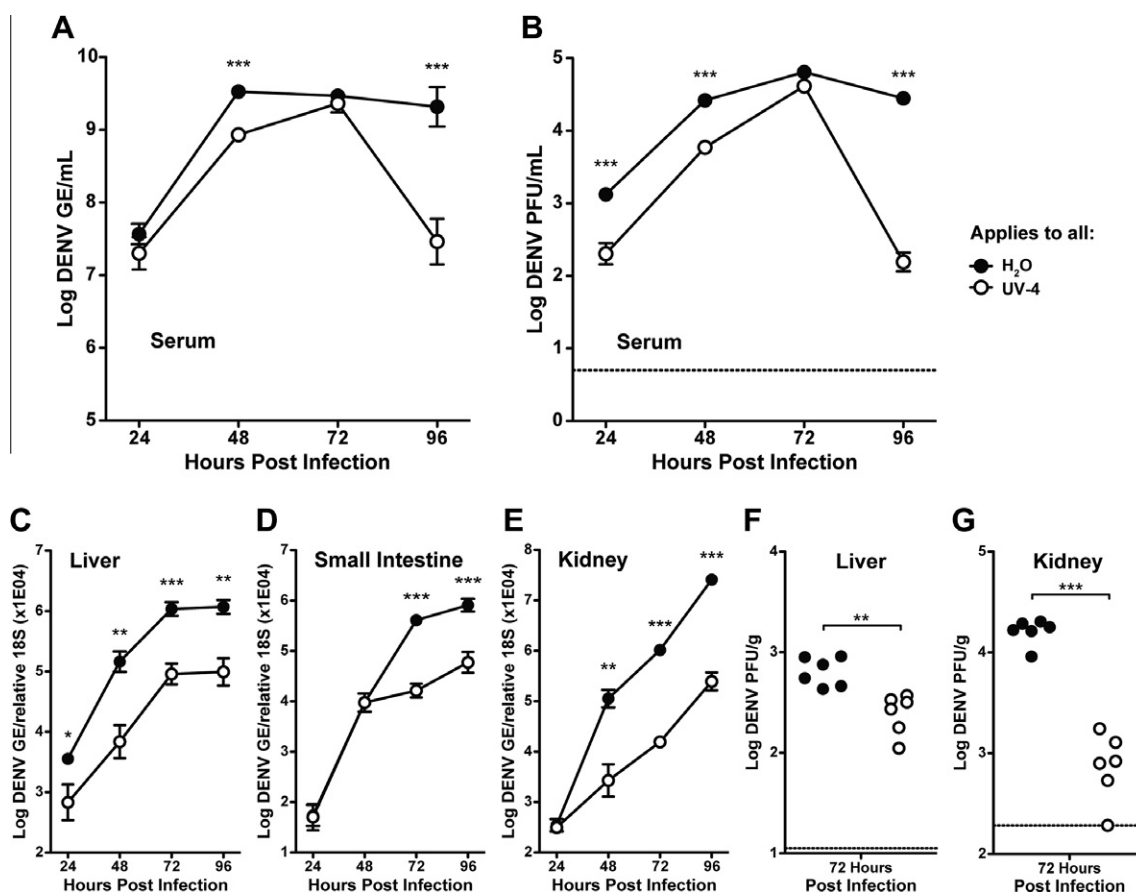 A
Log DENV GE/mL
10
9
8
7
6
5
***
***
Serum
24 48 72 96
Hours Post Infection
B
Log DENV PFU/mL
5
4
3
2
1
0
***
***
***
Serum
24 48 72 96
Hours Post Infection
Applies to all:
H₂O
UV-4
C
Liver
Log DENV GE/relative 18S (x1E04)
7
6
5
4
3
2
*
**
***
**
24 48 72 96
Hours Post Infection
D
Small Intestine
Log DENV GE/relative 18S (x1E04)
7
6
5
4
3
2
1
***
***
24 48 72 96
Hours Post Infection
E
Kidney
Log DENV GE/relative 18S (x1E04)
8
7
6
5
4
3
2
**
***
***
24 48 72 96
Hours Post Infection
F
Liver
Log DENV PFU/g
4
3
2
1
**
72 Hours
Post Infection
G
Kidney
Log DENV PFU/g
5
4
3
2
***
72 Hours
Post Infection